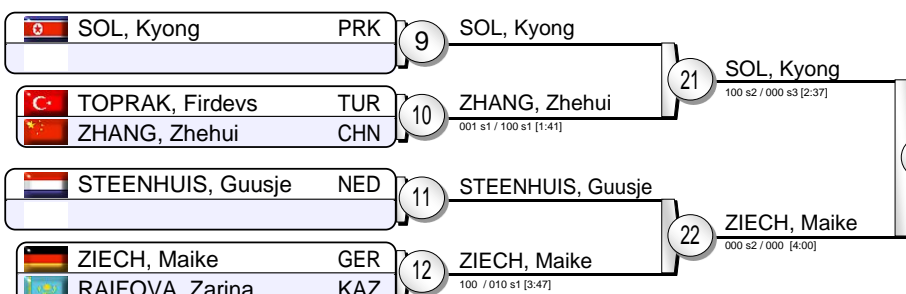 SOL, Kyong PRK
9
SOL, Kyong
TOPRAK, Firdevs TUR
ZHANG, Zhehui CHN
10
ZHANG, Zhehui
001 s1 / 100 s1 [1:41]
21
SOL, Kyong
100 s2 / 000 s3 [2:37]
STEENHUIS, Guusje NED
11
STEENHUIS, Guusje
ZIECH, Maike GER
RAIFOVA, Zarina KAZ
12
ZIECH, Maike
100 / 010 s1 [3:47]
22
ZIECH, Maike
000 s2 / 000 [4:00]